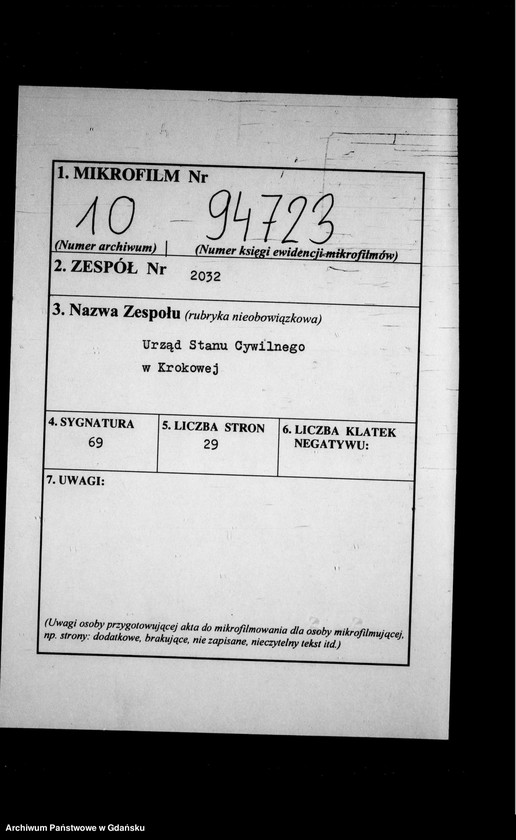 1. MIKROFILM Nr
10 94723
(Numer archiwum) (Numer księgi ewidencji mikrofilmów)
2. ZESPÓŁ Nr 2032
3. Nazwa Zespołu (rubryka nieobowiązkowa)
Urząd Stanu Cywilnego
w Krokowej
4. SYGNATURA
69
5. LICZBA STRON
29
6. LICZBA KLATEK
NEGATYWU:
7. UWAGI:
(Uwagi osoby przygotowującej akta do mikrofilmowania dla osoby mikrofilmującej,
np. strony: dodatkowe, brakujące, nie zapisane, nieczytelny tekst itd.)
Archiwum Państwowe w Gdańsku